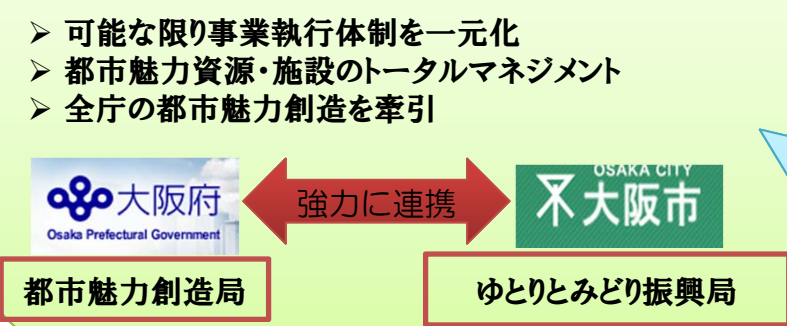 ➢ 可能な限り事業執行体制を一元化
➢ 都市魅力資源・施設のトータルマネジメント
➢ 全庁の都市魅力創造を牽引
大阪府
Osaka Prefectural Government
強力に連携
OSAKA CITY
大阪市
都市魅力創造局
ゆとりとみどり振興局